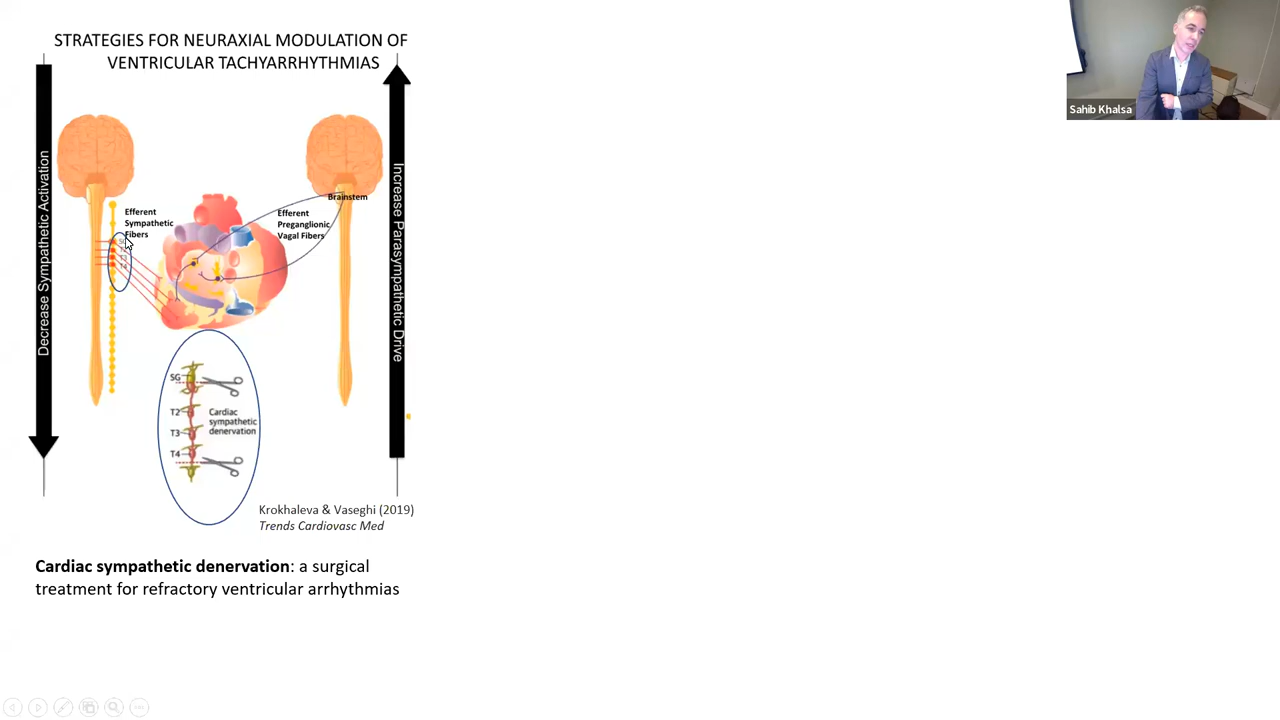 STRATEGIES FOR NEURAXIAL MODULATION OF
VENTRICULAR TACHYARRHYTHMIAS
Sahib Khalsa
Decrease Sympathetic Activation
Increase Parasympathetic Drive
Efferent
Sympathetic
Fibers
Brainstem
Efferent
Preganglionic
Vagal Fibers
SG
T2
T3
T4
Cardiac
sympathetic
denervation
Krokhaleva & Vaseghi (2019)
Trends Cardiovasc Med
Cardiac sympathetic denervation: a surgical
treatment for refractory ventricular arrhythmias